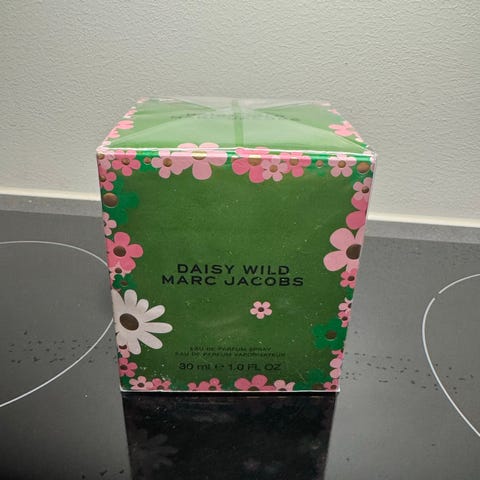 DAISY WILD
MARC JACOBS
EAU DE PARFUM SPRAY
EAU DE PARFUM VAPORISATEUR
30 ml ℮ 1.0 FL OZ